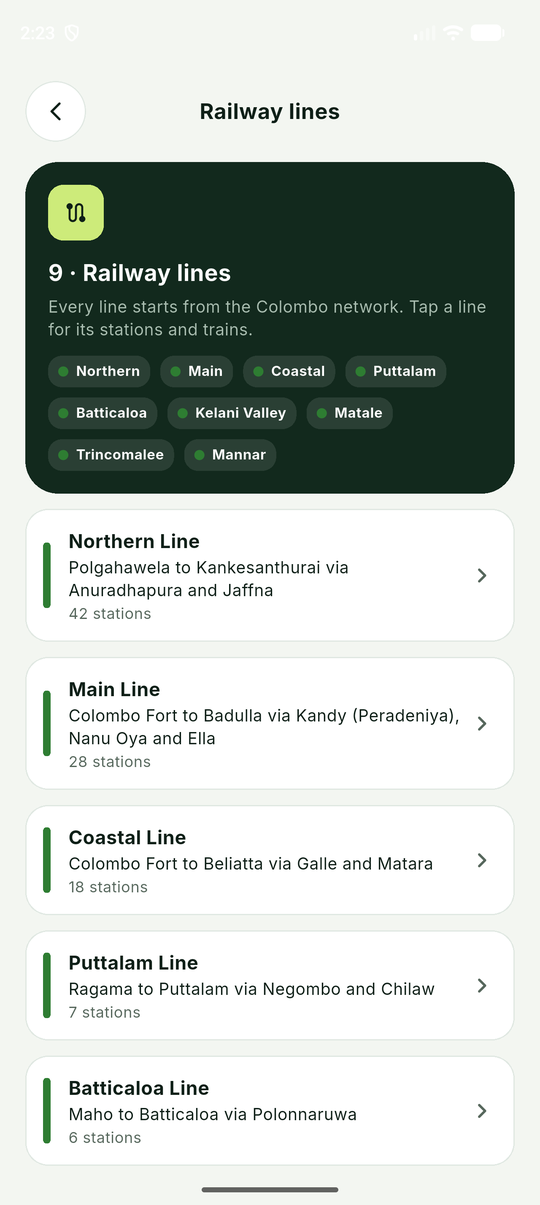 2:23
Railway lines
9 · Railway lines
Every line starts from the Colombo network. Tap a line
for its stations and trains.
Northern
Main
Coastal
Puttalam
Batticaloa
Kelani Valley
Matale
Trincomalee
Mannar
Northern Line
Polgahawela to Kankesanthurai via
Anuradhapura and Jaffna
42 stations
Main Line
Colombo Fort to Badulla via Kandy (Peradeniya),
Nanu Oya and Ella
28 stations
Coastal Line
Colombo Fort to Beliatta via Galle and Matara
18 stations
Puttalam Line
Ragama to Puttalam via Negombo and Chilaw
7 stations
Batticaloa Line
Maho to Batticaloa via Polonnaruwa
6 stations